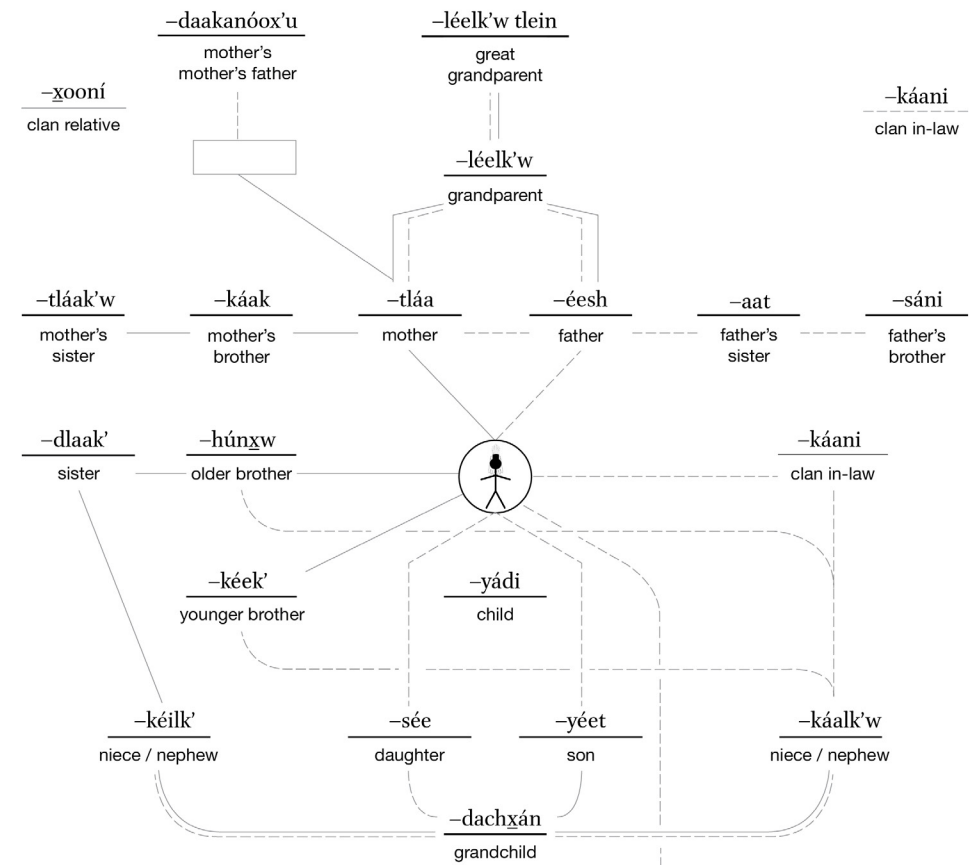 –daakanóox’u
mother’s
mother’s father
–léelk’w tlein
great
grandparent
–x̲ooní
clan relative
–káani
clan in-law
–léelk’w
grandparent
–tláak’w
mother’s
sister
–káak
mother’s
brother
–tláa
mother
–éesh
father
–aat
father’s
sister
–sáni
father’s
brother
–dlaak’
sister
–húnx̲w
older brother
–káani
clan in-law
–kéek’
younger brother
–yádi
child
–kéilk’
niece / nephew
–sée
daughter
–yéet
son
–káalk’w
niece / nephew
–dachx̲án
grandchild